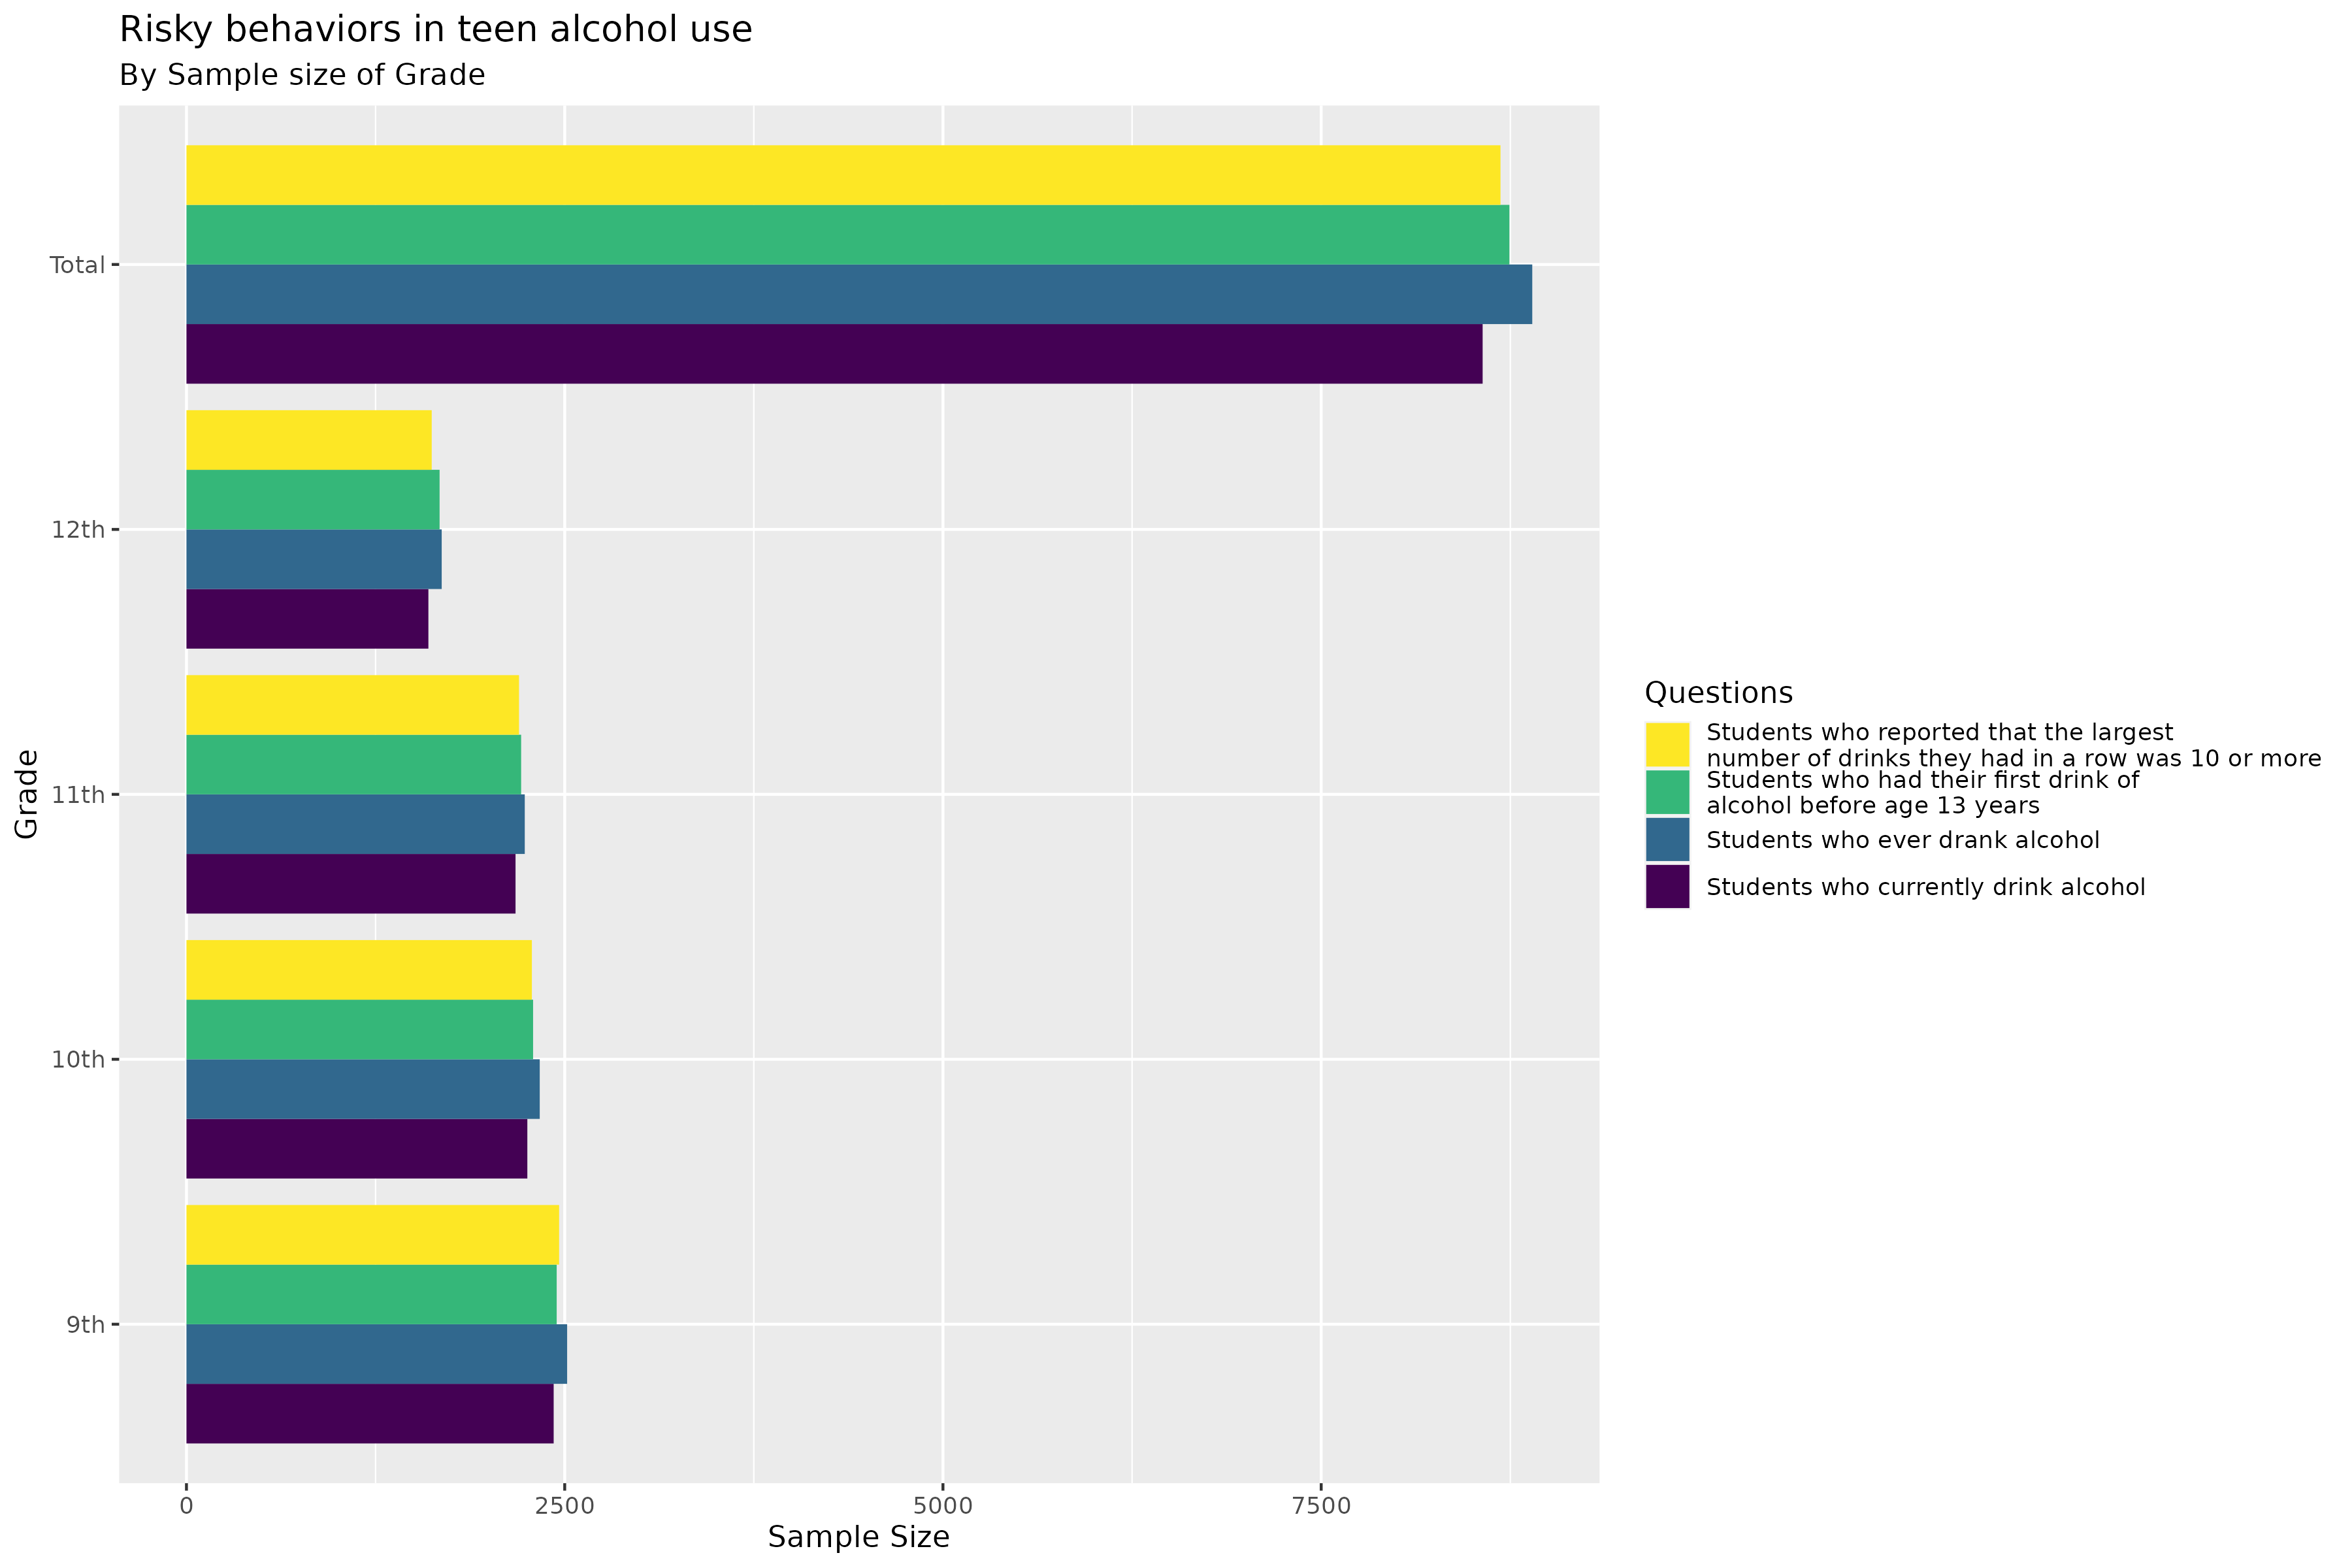 Risky behaviors in teen alcohol use
By Sample size of Grade
Total
12th
11th
10th
9th
Grade
0 2500 5000 7500
Sample Size
Questions
Students who reported that the largest
number of drinks they had in a row was 10 or more
Students who had their first drink of
alcohol before age 13 years
Students who ever drank alcohol
Students who currently drink alcohol